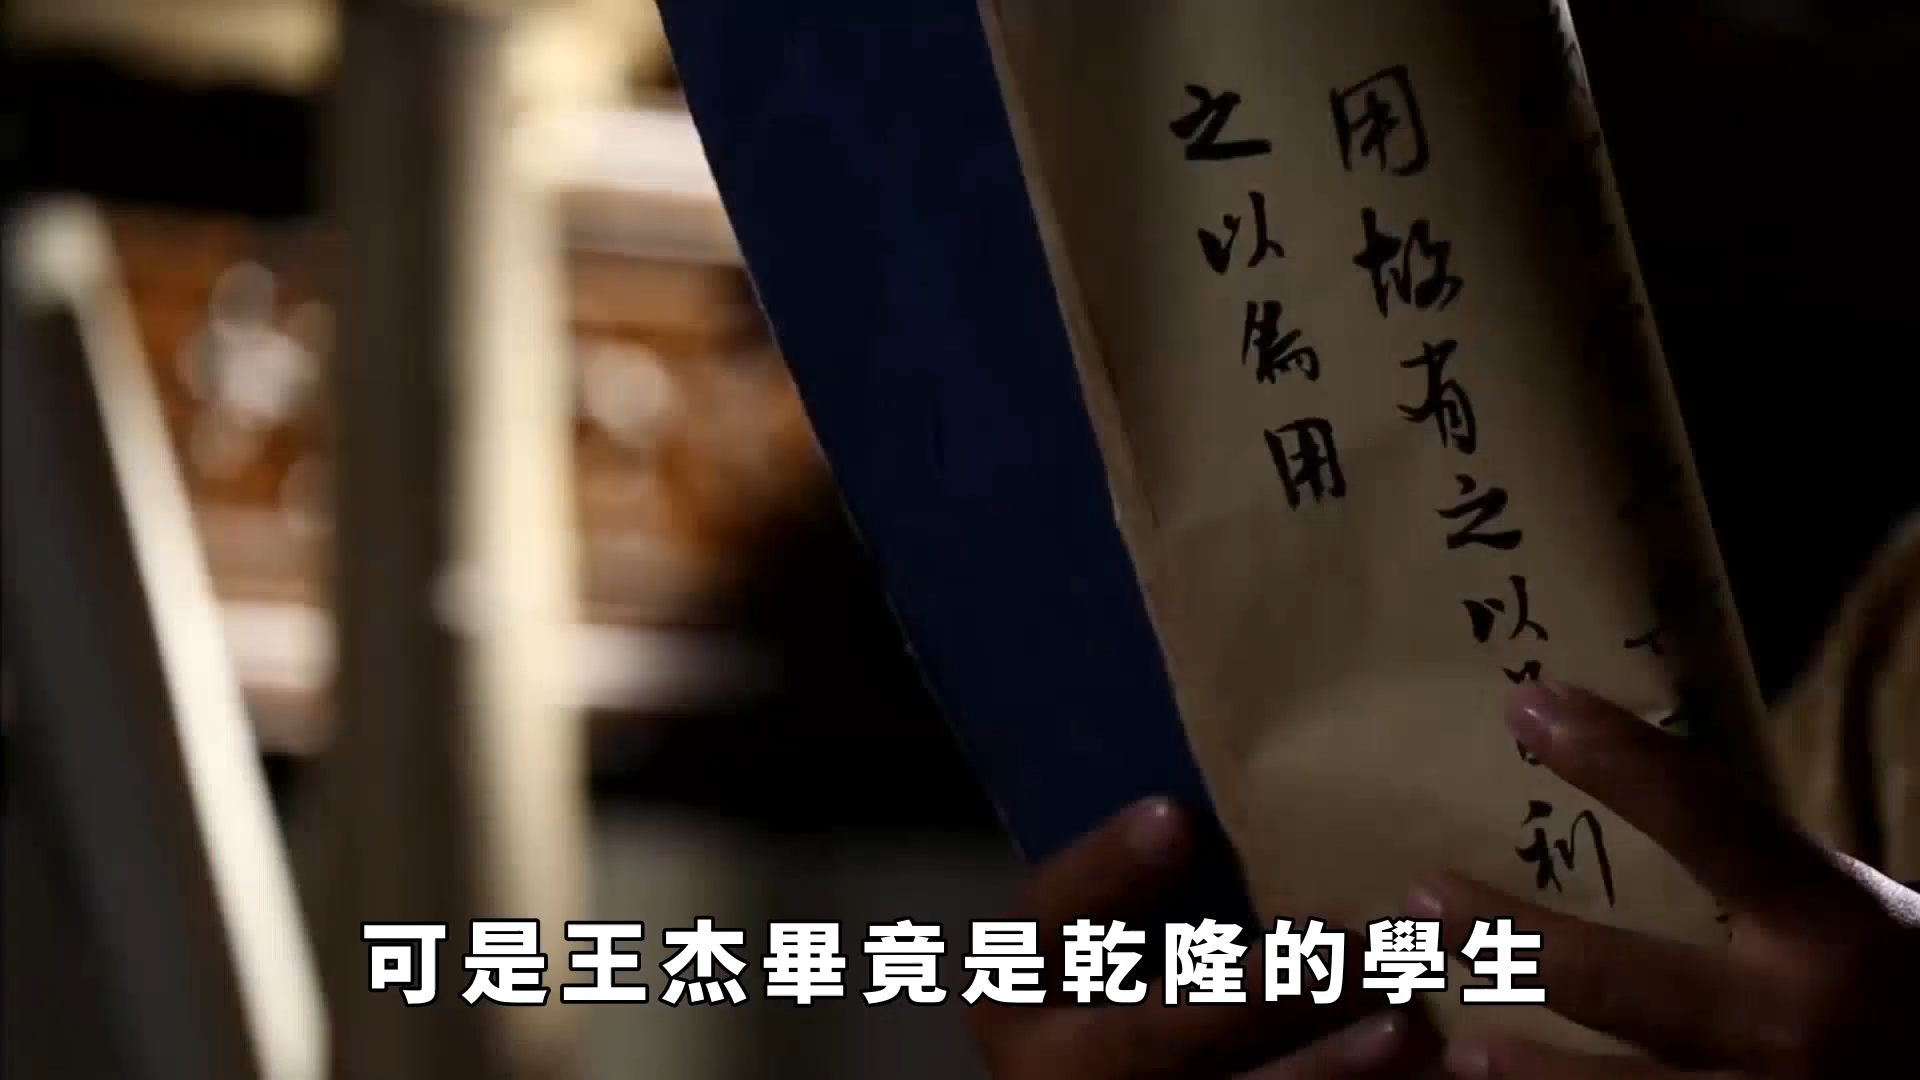 用故有之以利
之以為用
可是王杰畢竟是乾隆的學生